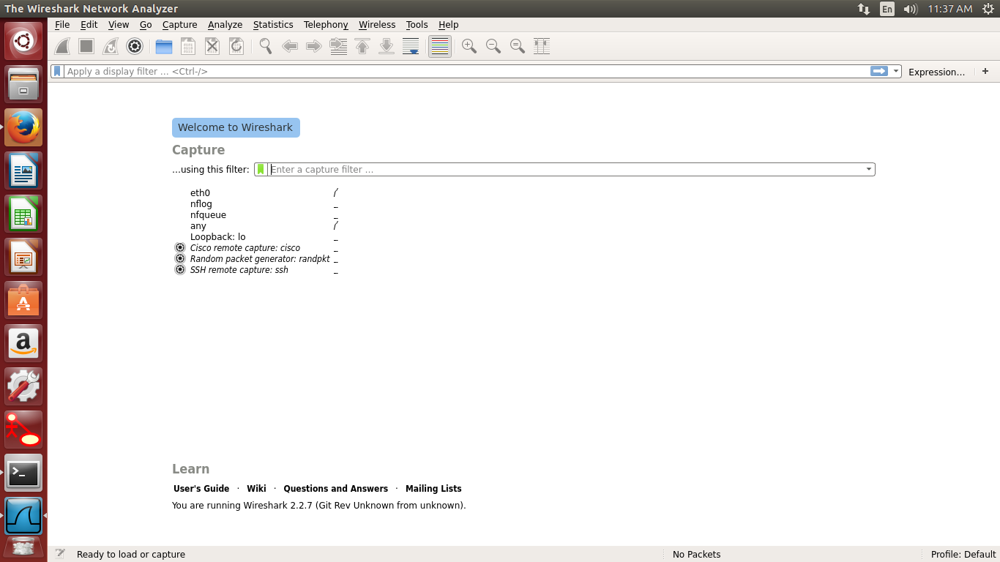 The Wireshark Network Analyzer
En
11:37 AM
File Edit View Go Capture Analyze Statistics Telephony Wireless Tools Help
Apply a display filter ... <Ctrl-/>
Expression...
+
Welcome to Wireshark
Capture
...using this filter:
Enter a capture filter ...
eth0
nflog
nfqueue
any
Loopback: lo
Cisco remote capture: cisco
Random packet generator: randpkt
SSH remote capture: ssh
Learn
User's Guide · Wiki · Questions and Answers · Mailing Lists
You are running Wireshark 2.2.7 (Git Rev Unknown from unknown).
Ready to load or capture
No Packets
Profile: Default